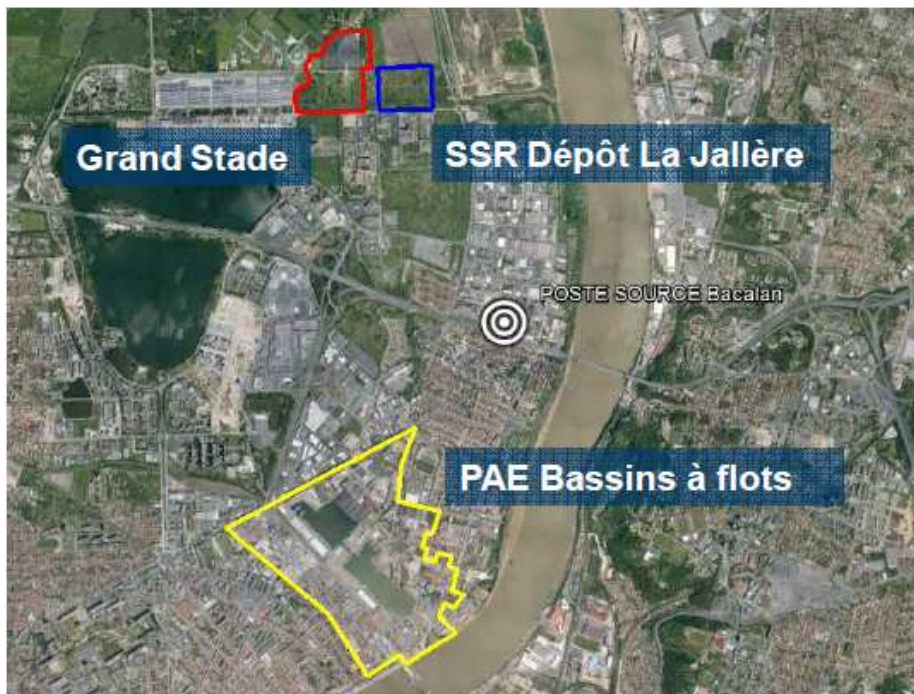 Grand Stade
SSR Dépôt La Jallère
POSTE SOURCE Bacalan
PAE Bassins à flots